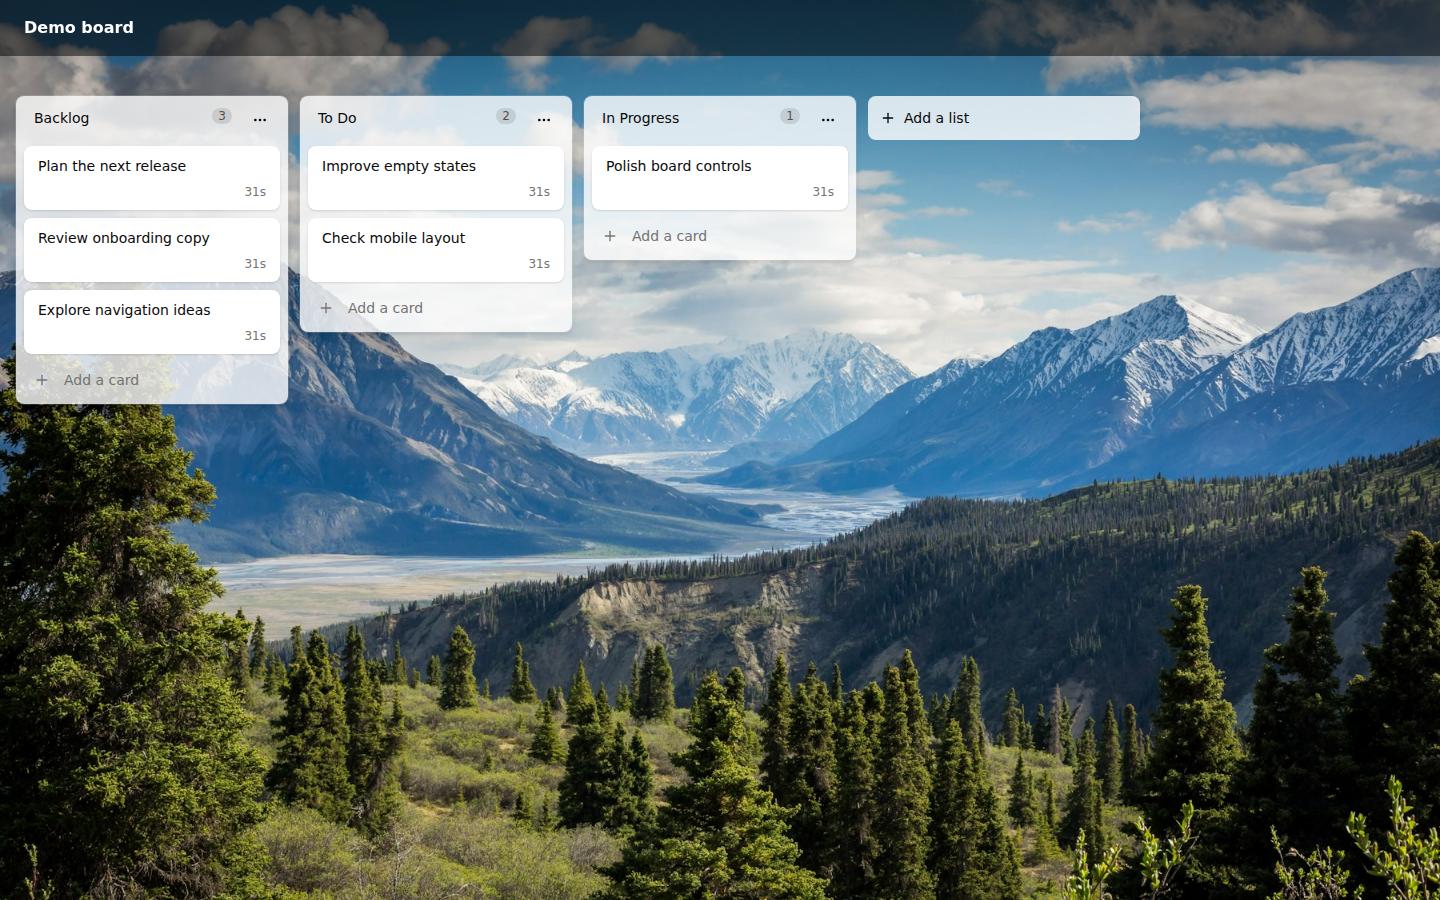 Demo board
Backlog 3 ...
Plan the next release
31s
Review onboarding copy
31s
Explore navigation ideas
31s
+ Add a card
To Do 2 ...
Improve empty states
31s
Check mobile layout
31s
+ Add a card
In Progress 1 ...
Polish board controls
31s
+ Add a card
+ Add a list